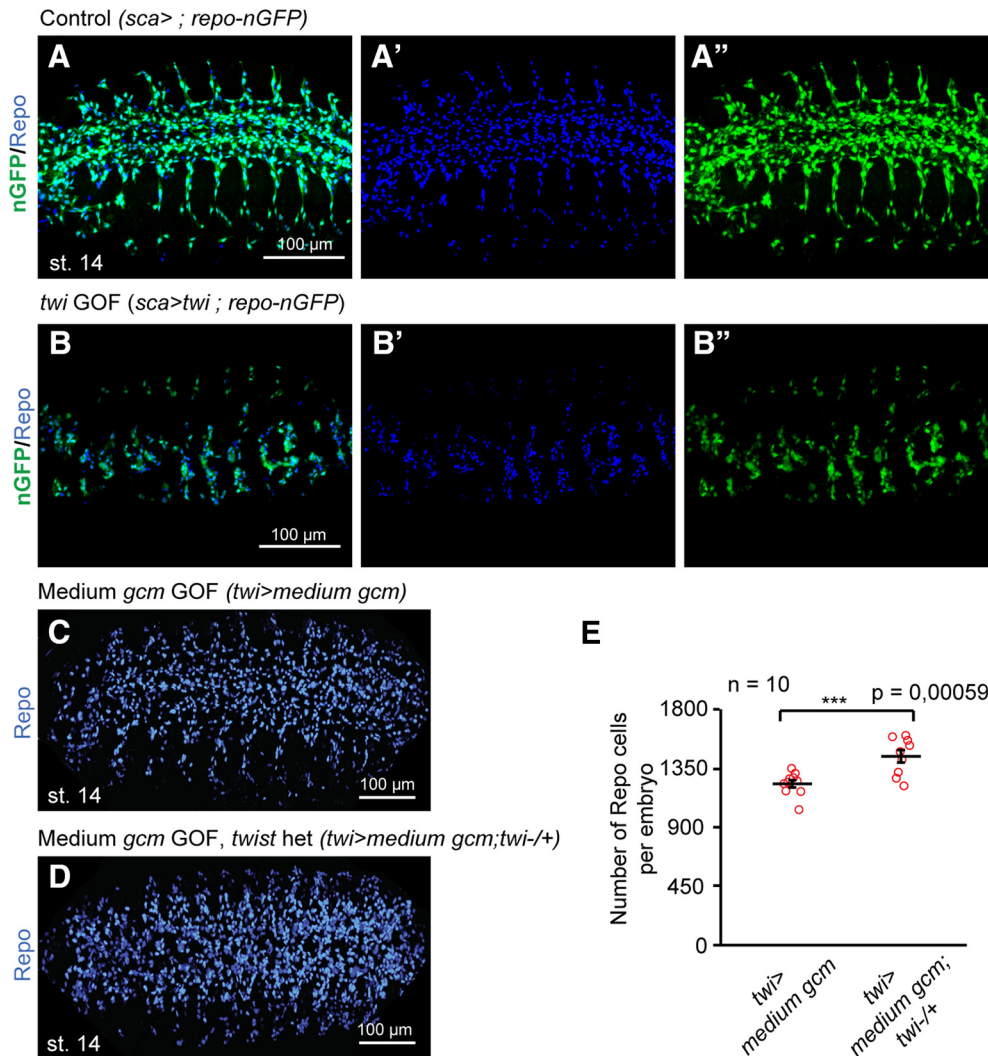 Control (sca> ; repo-nGFP)
A
A'
A"
nGFP/Repo
100 µm
st. 14
twi GOF (sca>twi ; repo-nGFP)
B
B'
B"
nGFP/Repo
100 µm
Medium gcm GOF (twi>medium gcm)
C
Repo
100 µm
st. 14
Medium gcm GOF, twist het (twi>medium gcm;twi-/+)
D
Repo
100 µm
st. 14
E
n = 10
***
p = 0,00059
Number of Repo cells
per embryo
1800
1350
900
450
0
twi>
medium gcm
twi>
medium gcm;
twi-/+